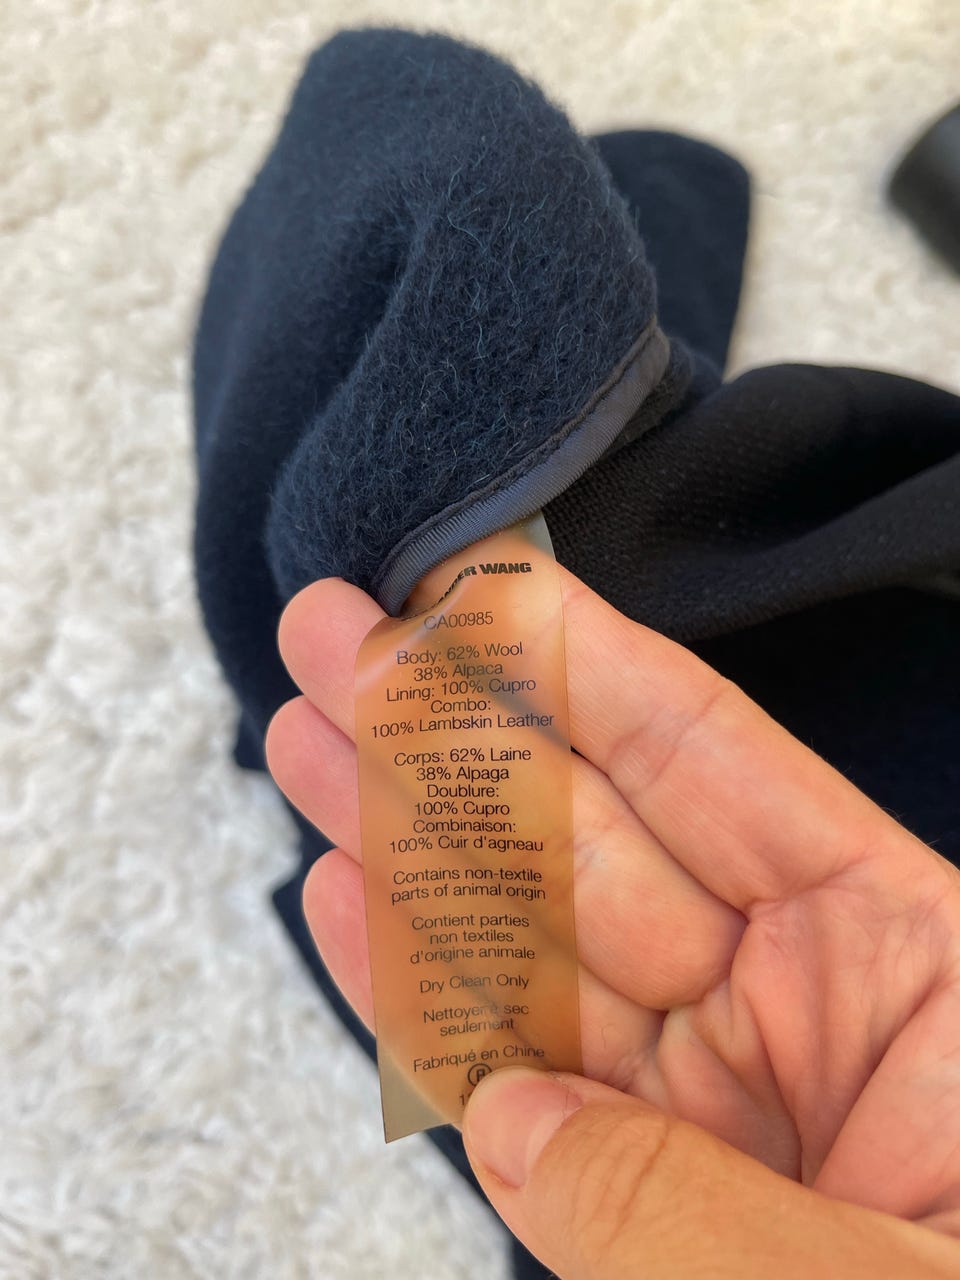 WANG
CA00985
Body: 62% Wool
38% Alpaca
Lining: 100% Cupro
Combo:
100% Lambskin Leather
Corps: 62% Laine
38% Alpaga
Doublure:
100% Cupro
Combinaison:
100% Cuir d'agneau
Contains non-textile
parts of animal origin
Contient parties
non textiles
d'origine animale
Dry Clean Only
Nettoyer à sec
seulement
Fabriqué en Chine